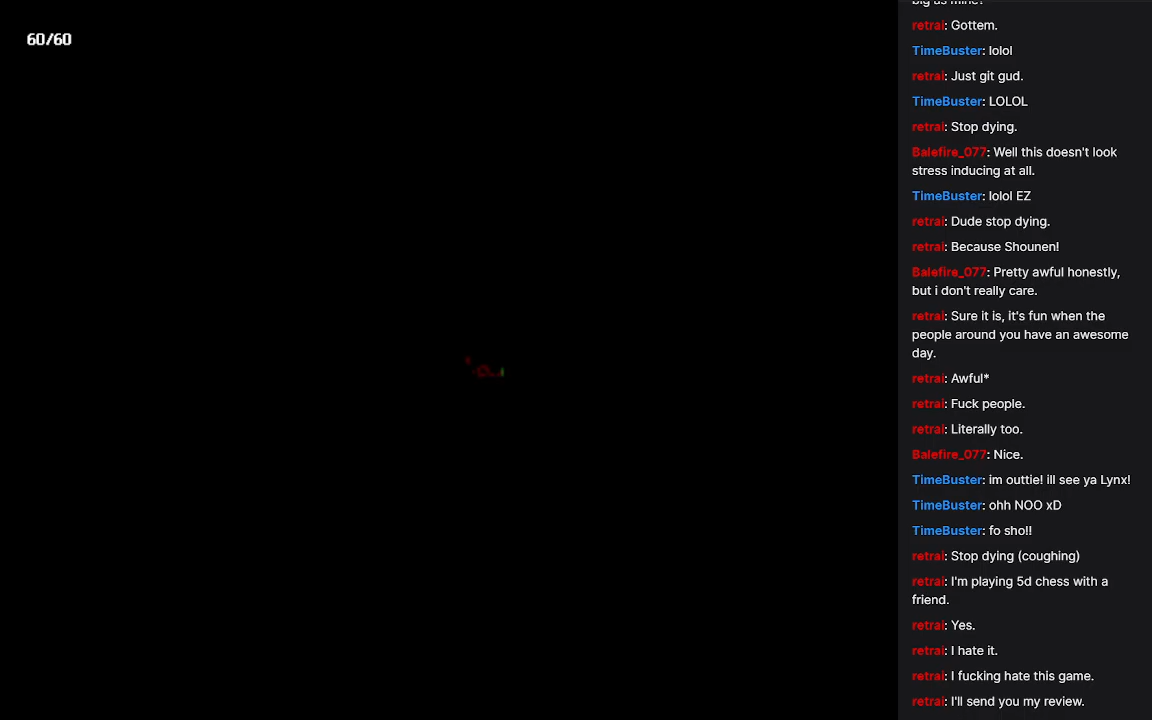 60/60
big as mine?
retrai: Gottem.
TimeBuster: lolol
retrai: Just git gud.
TimeBuster: LOLOL
retrai: Stop dying.
Balefire_077: Well this doesn't look
stress inducing at all.
TimeBuster: lolol EZ
retrai: Dude stop dying.
retrai: Because Shounen!
Balefire_077: Pretty awful honestly,
but i don't really care.
retrai: Sure it is, it's fun when the
people around you have an awesome
day.
retrai: Awful*
retrai: Fuck people.
retrai: Literally too.
Balefire_077: Nice.
TimeBuster: im outtie! ill see ya Lynx!
TimeBuster: ohh NOO xD
TimeBuster: fo sho!!
retrai: Stop dying (coughing)
retrai: I'm playing 5d chess with a
friend.
retrai: Yes.
retrai: I hate it.
retrai: I fucking hate this game.
retrai: I'll send you my review.